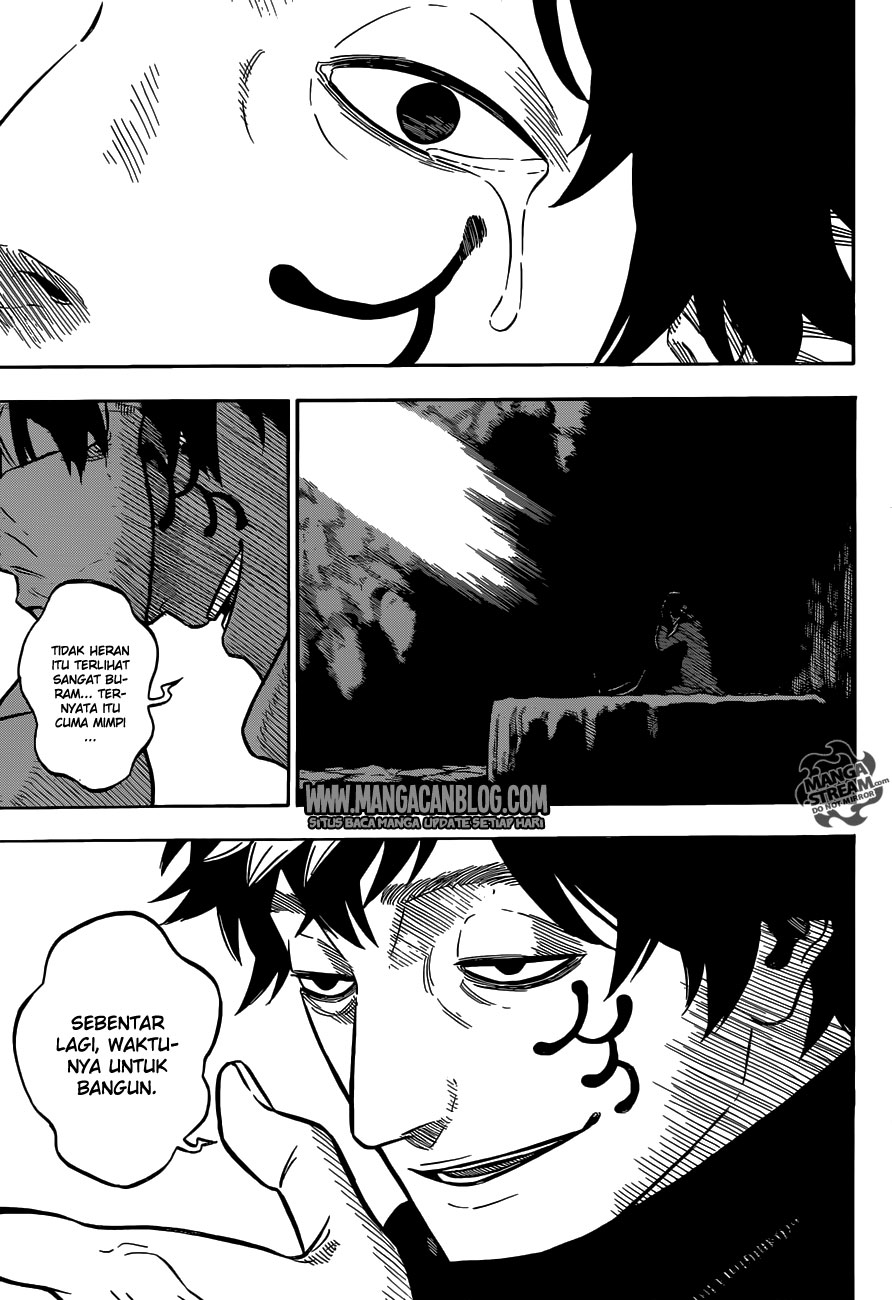 TIDAK HERAN
ITU TERLIHAT
SANGAT BU-
RAM... TER-
NYATA ITU
CUMA MIMPI
...
WWW.MANGACANBLOG.COM
SITUS BACA MANGA UPDATE SETIAP HARI
MANGA
STREAM.com
DO NOT MIRROR
SEBENTAR
LAGI, WAKTU-
NYA UNTUK
BANGUN.